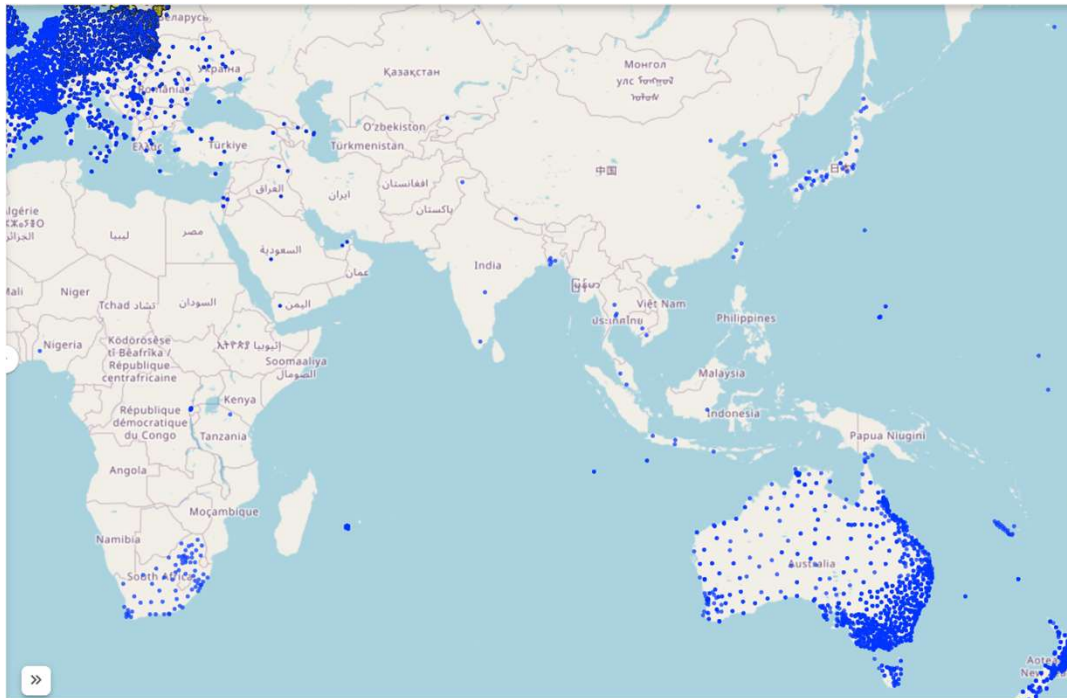 Беларусь
Україна
România
Ελλάς
Türkiye
Қазақстан
Монгол
улс
O'zbekiston
Türkmenistan
中国
日本
العراق
ایران
افغانستان
پاکستان
Algérie
الجزائر
ليبيا
مصر
السعودية
عمان
India
Mali
Niger
Tchad تشاد
السودان
اليمن
Việt Nam
ประเทศไทย
Philippines
Nigeria
Ködörösêse
tî Bêafrîka /
République
centrafricaine
Soomaaliya
الصومال
Malaysia
Kenya
Indonesia
République
démocratique
du Congo
Tanzania
Papua Niugini
Angola
Moçambique
Namibia
South Africa
Australia
»